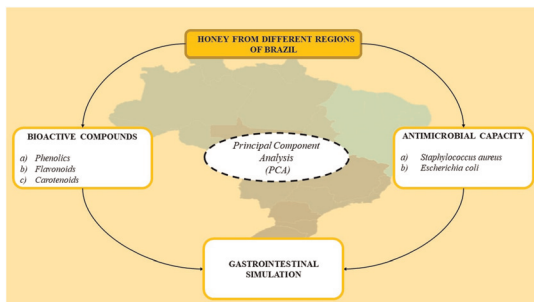 HONEY FROM DIFFERENT REGIONS
OF BRAZIL
BIOACTIVE COMPOUNDS
a) Phenolics
b) Flavonoids
c) Carotenoids
Principal Component
Analysis
(PCA)
ANTIMICROBIAL CAPACITY
a) Staphylococcus aureus
b) Escherichia coli
GASTROINTESTINAL
SIMULATION